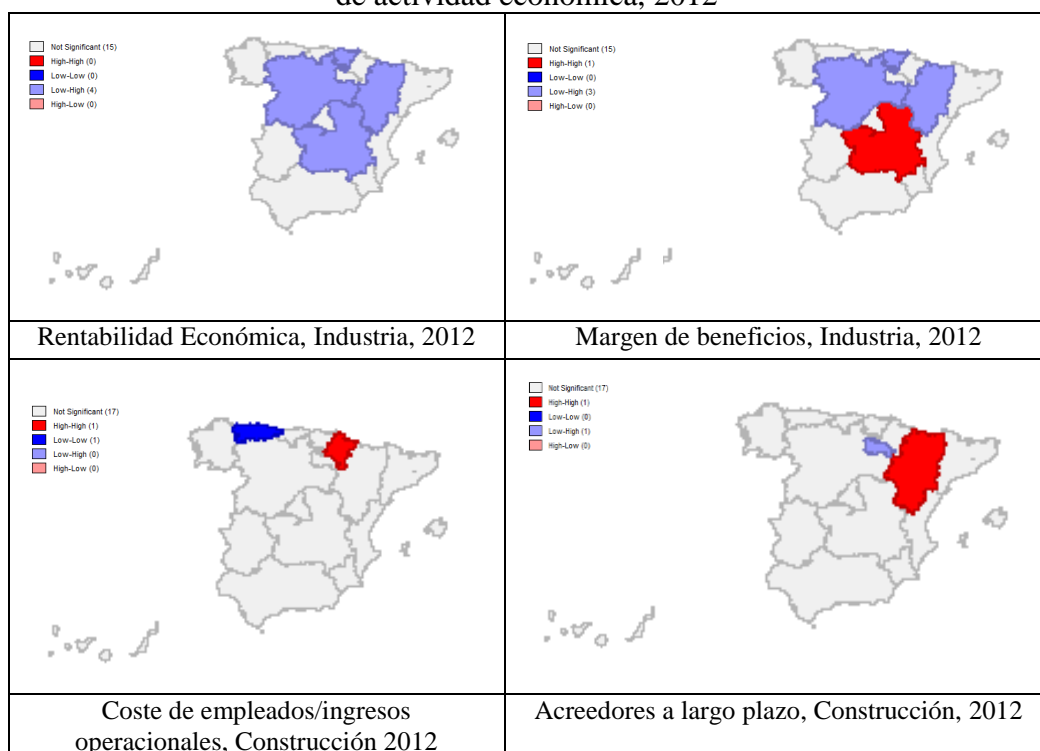 de actividad económica, 2012
Not Significant (15)
High-High (0)
Low-Low (0)
Low-High (4)
High-Low (0)
Not Significant (15)
High-High (1)
Low-Low (0)
Low-High (3)
High-Low (0)
Rentabilidad Económica, Industria, 2012
Margen de beneficios, Industria, 2012
Not Significant (17)
High-High (1)
Low-Low (1)
Low-High (0)
High-Low (0)
Not Significant (17)
High-High (1)
Low-Low (0)
Low-High (1)
High-Low (0)
Coste de empleados/ingresos
operacionales, Construcción 2012
Acreedores a largo plazo, Construcción, 2012